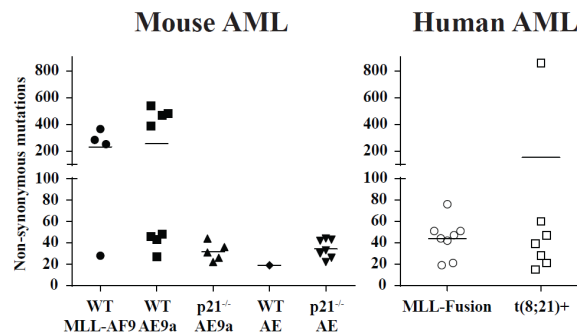 Mouse AML Human AML
Non-synonymous mutations
800 800
600 600
400 400
200 200
100 100
80 80
60 60
40 40
20 20
0 0
WT WT p21-/- WT p21-/- MLL-Fusion t(8;21)+
MLL-AF9 AE9a AE9a AE AE